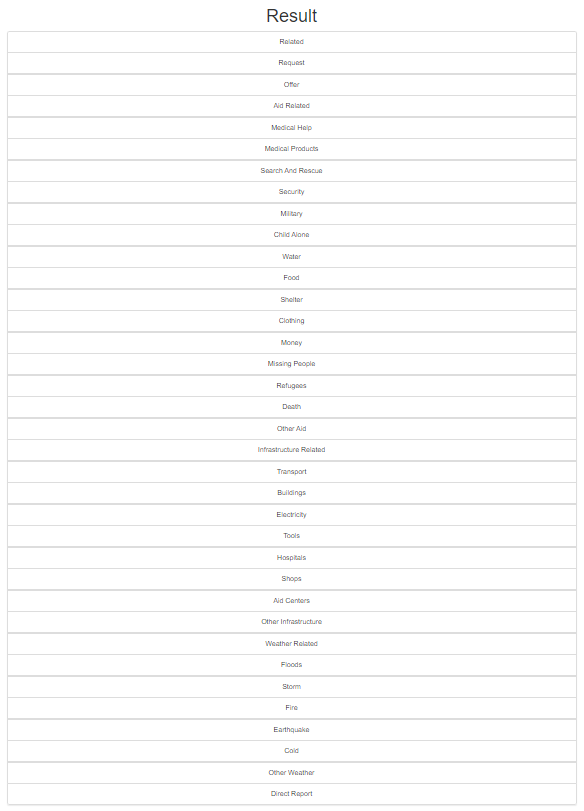 Result
Related
Request
Offer
Aid Related
Medical Help
Medical Products
Search And Rescue
Security
Military
Child Alone
Water
Food
Shelter
Clothing
Money
Missing People
Refugees
Death
Other Aid
Infrastructure Related
Transport
Buildings
Electricity
Tools
Hospitals
Shops
Aid Centers
Other Infrastructure
Weather Related
Floods
Storm
Fire
Earthquake
Cold
Other Weather
Direct Report